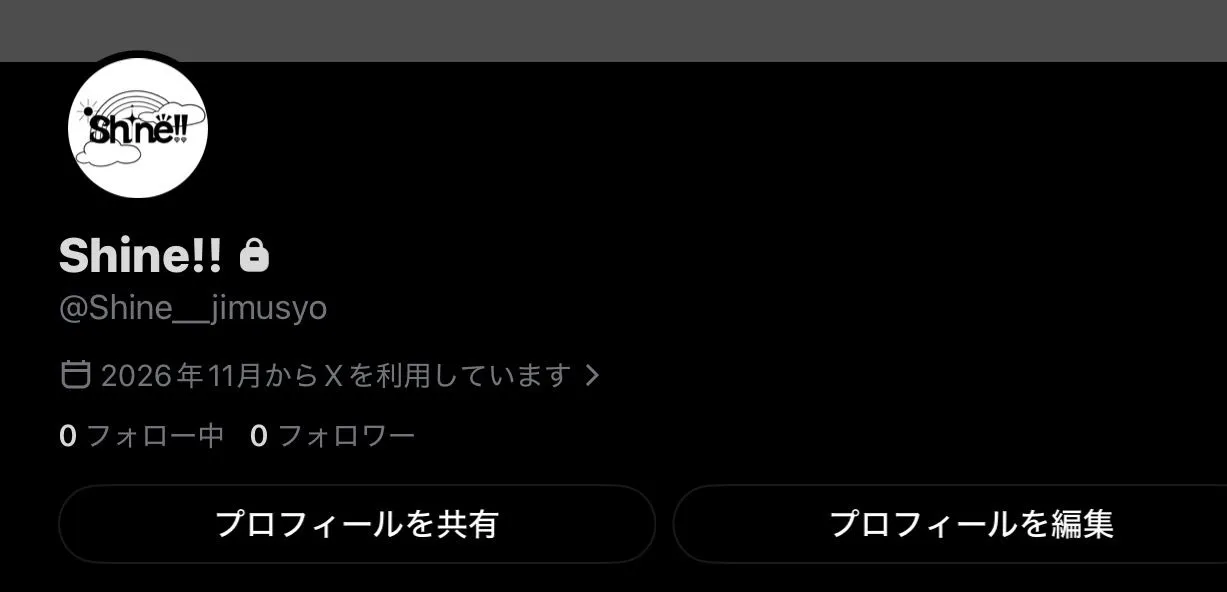 Shine!!
Shine!!
@Shine__jimusyo
2026年11月からXを利用しています
0 フォロー中 0 フォロワー
プロフィールを共有 プロフィールを編集